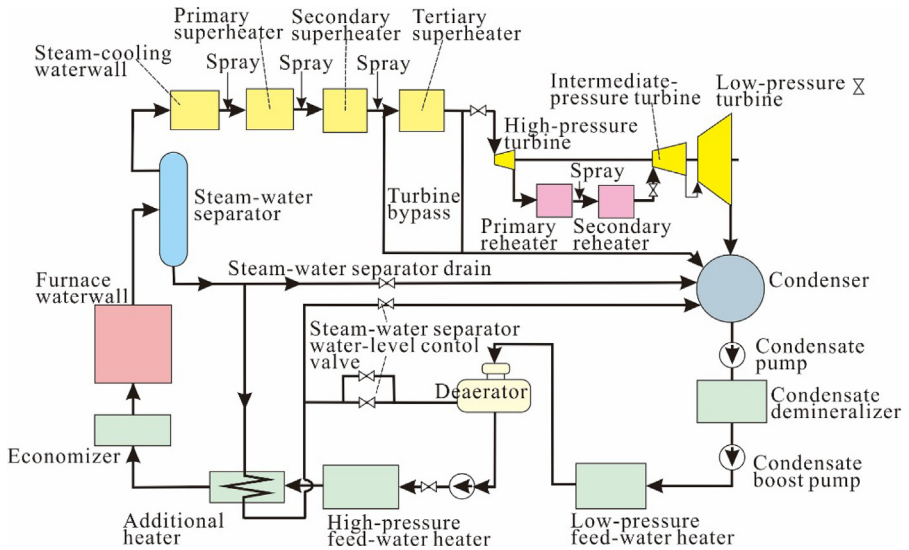 Primary
superheater
Secondary
superheater
Tertiary
superheater
Steam-cooling
waterwall
Spray
Spray
Spray
Intermediate-
pressure turbine
Low-pressure
turbine
High-pressure
turbine
Spray
Steam-water
separator
Turbine
bypass
Primary
reheater
Secondary
reheater
Steam-water separator drain
Condenser
Furnace
waterwall
Steam-water separator
water-level contol
valve
Deaerator
Condensate
pump
Condensate
demineralizer
Economizer
Condensate
boost pump
Additional
heater
High-pressure
feed-water heater
Low-pressure
feed-water heater